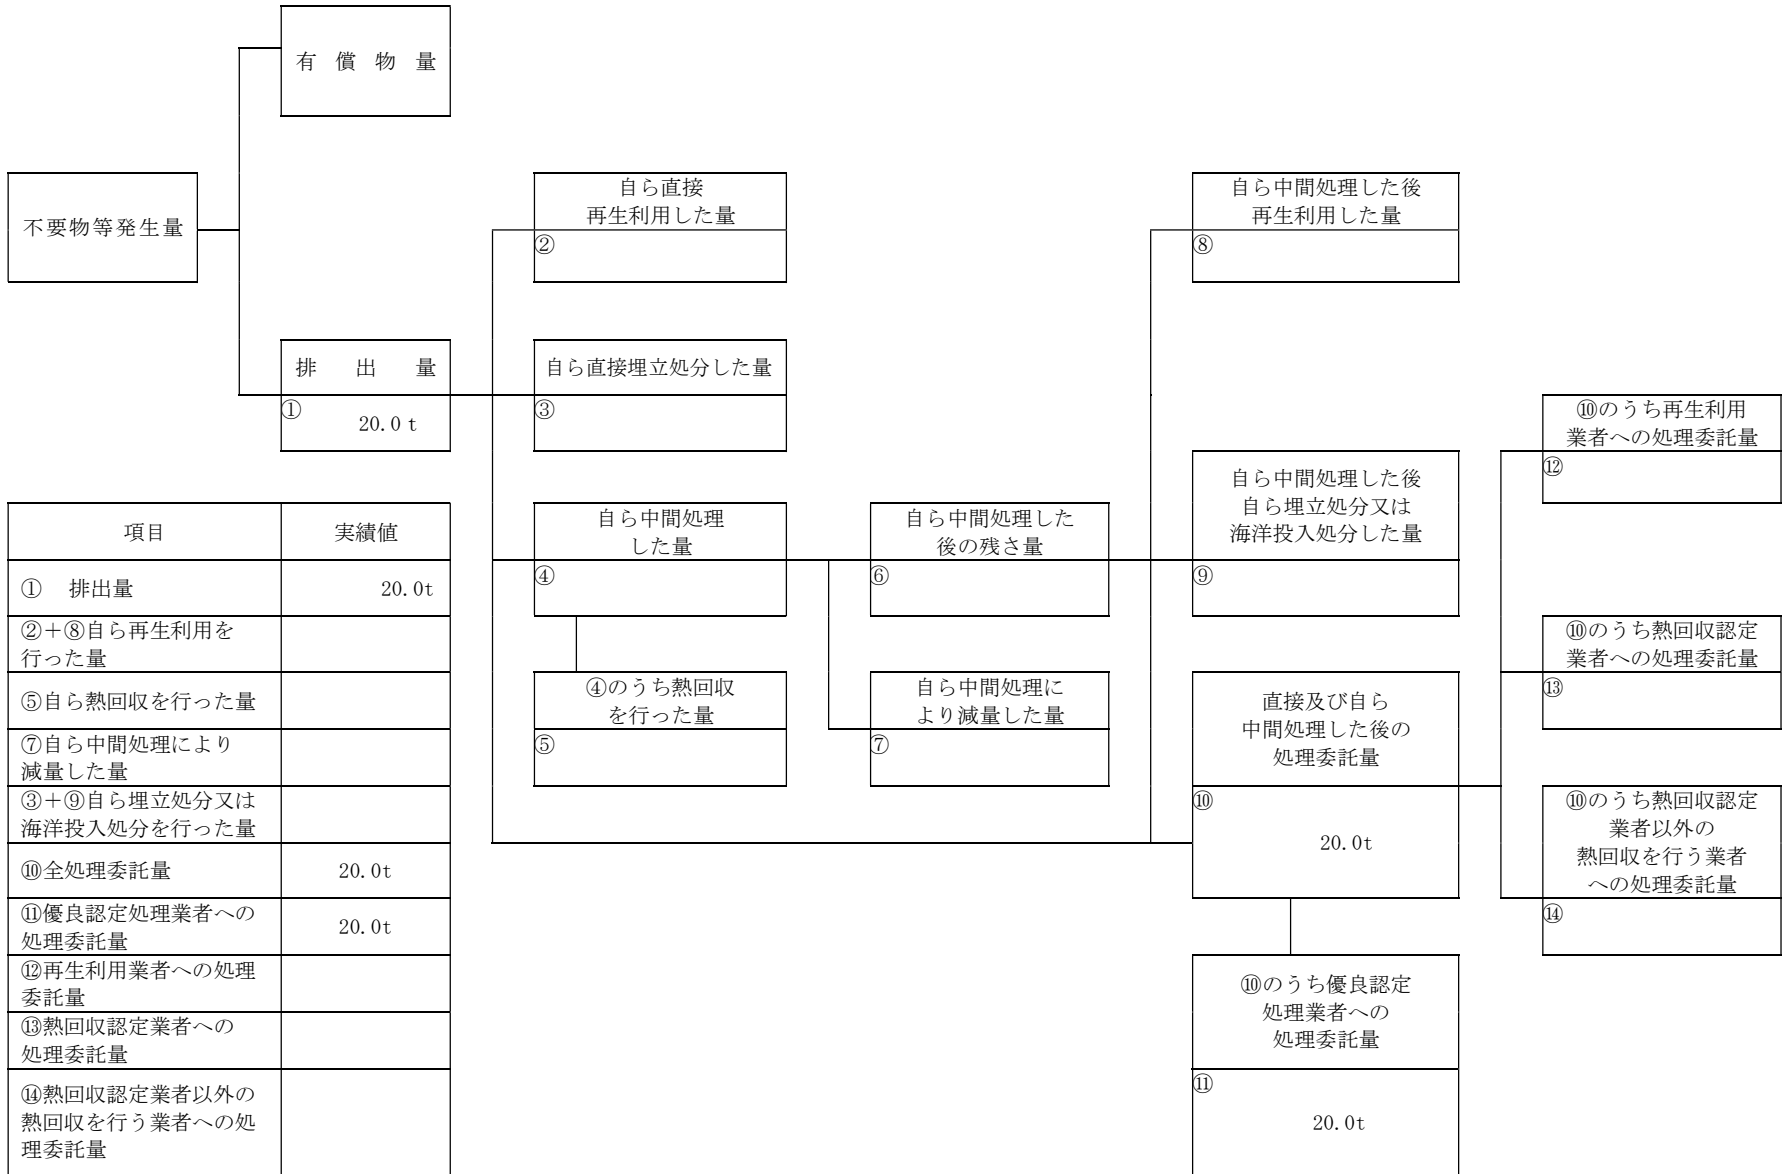 有 償 物 量
不要物等発生量
自ら直接
再生利用した量
②
自ら中間処理した後
再生利用した量
⑧
排 出 量
① 20.0 t
自ら直接埋立処分した量
③
⑩のうち再生利用
業者への処理委託量
⑫
自ら中間処理
した量
④
自ら中間処理した
後の残さ量
⑥
自ら中間処理した後
自ら埋立処分又は
海洋投入処分した量
⑨
⑩のうち熱回収認定
業者への処理委託量
⑬
④のうち熱回収
を行った量
⑤
自ら中間処理に
より減量した量
⑦
直接及び自ら
中間処理した後の
処理委託量
⑩
20.0t
⑩のうち熱回収認定
業者以外の
熱回収を行う業者
への処理委託量
⑭
⑩のうち優良認定
処理業者への
処理委託量
⑪
20.0t
項目 実績値
① 排出量 20.0t
②＋⑧自ら再生利用を
行った量
⑤自ら熱回収を行った量
⑦自ら中間処理により
減量した量
③＋⑨自ら埋立処分又は
海洋投入処分を行った量
⑩全処理委託量 20.0t
⑪優良認定処理業者への
処理委託量 20.0t
⑫再生利用業者への処理
委託量
⑬熱回収認定業者への
処理委託量
⑭熱回収認定業者以外の
熱回収を行う業者への処
理委託量